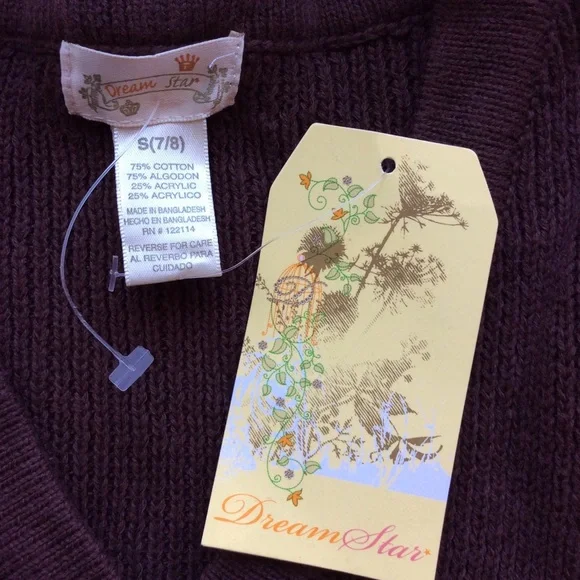 Dream Star
S(7/8)
75% COTTON
75% ALGODON
25% ACRYLIC
25% ACRYLICO
MADE IN BANGLADESH
HECHO EN BANGLADESH
RN # 122114
REVERSE FOR CARE
AL REVERBO PARA
CUIDADO
DreamStar